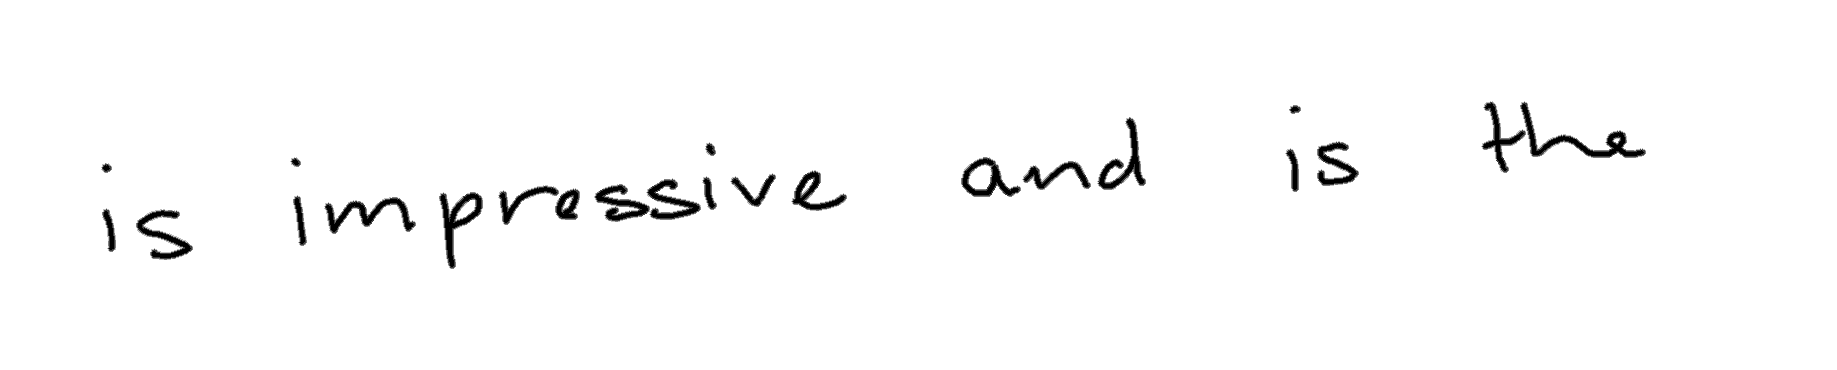 is impressive and is the